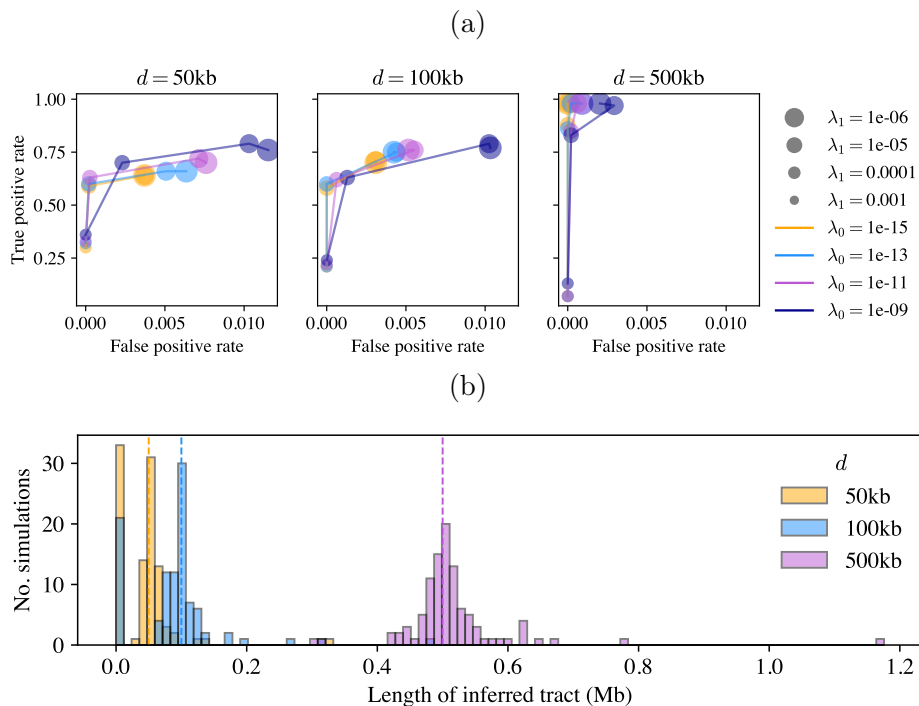 (a)
d = 50kb
d = 100kb
d = 500kb
True positive rate
1.00
0.75
0.50
0.25
0.000 0.005 0.010
0.000 0.005 0.010
0.000 0.005 0.010
False positive rate
False positive rate
False positive rate
λ₁ = 1e-06
λ₁ = 1e-05
λ₁ = 0.0001
λ₁ = 0.001
λ₀ = 1e-15
λ₀ = 1e-13
λ₀ = 1e-11
λ₀ = 1e-09
(b)
No. simulations
30
20
10
0
d
50kb
100kb
500kb
0.0 0.2 0.4 0.6 0.8 1.0 1.2
Length of inferred tract (Mb)